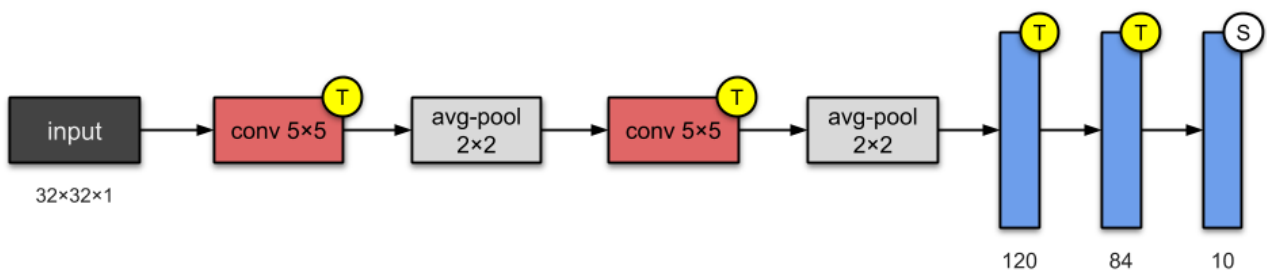 input
32×32×1
conv 5×5
T
avg-pool
2×2
conv 5×5
T
avg-pool
2×2
T
120
T
84
S
10